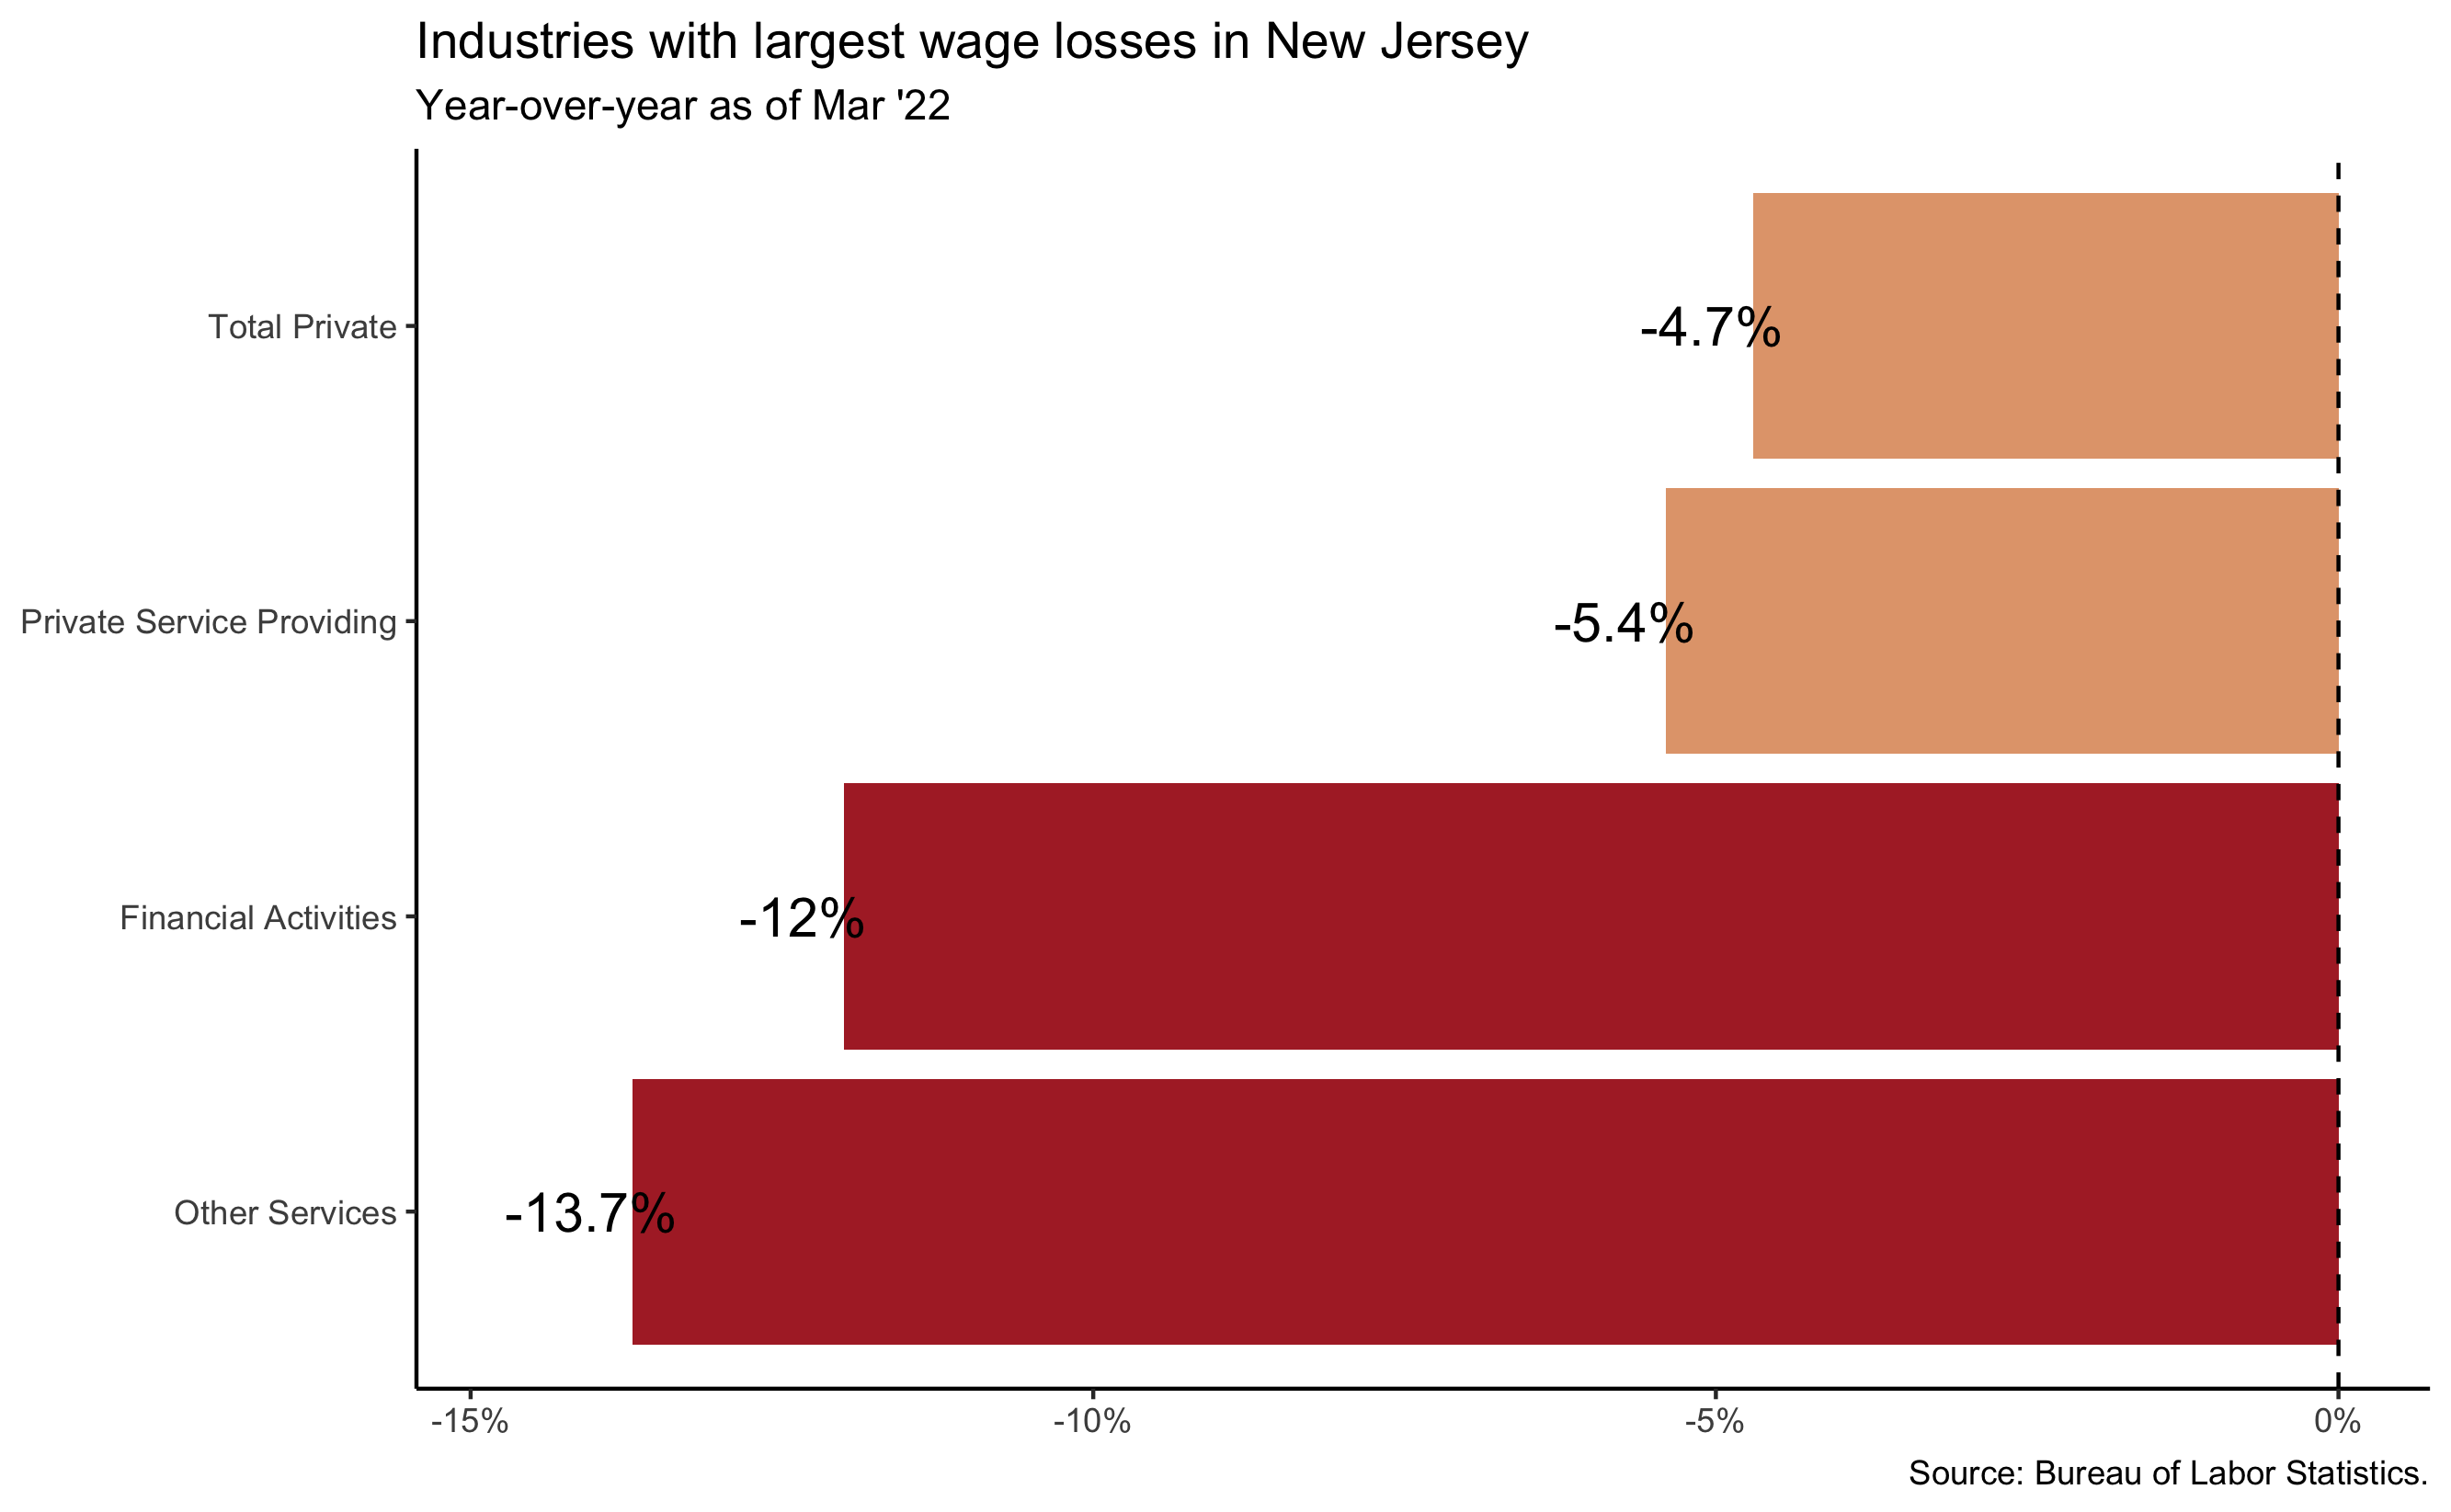 Industries with largest wage losses in New Jersey
Year-over-year as of Mar '22
Total Private
-4.7%
Private Service Providing
-5.4%
Financial Activities
-12%
Other Services
-13.7%
-15%
-10%
-5%
0%
Source: Bureau of Labor Statistics.